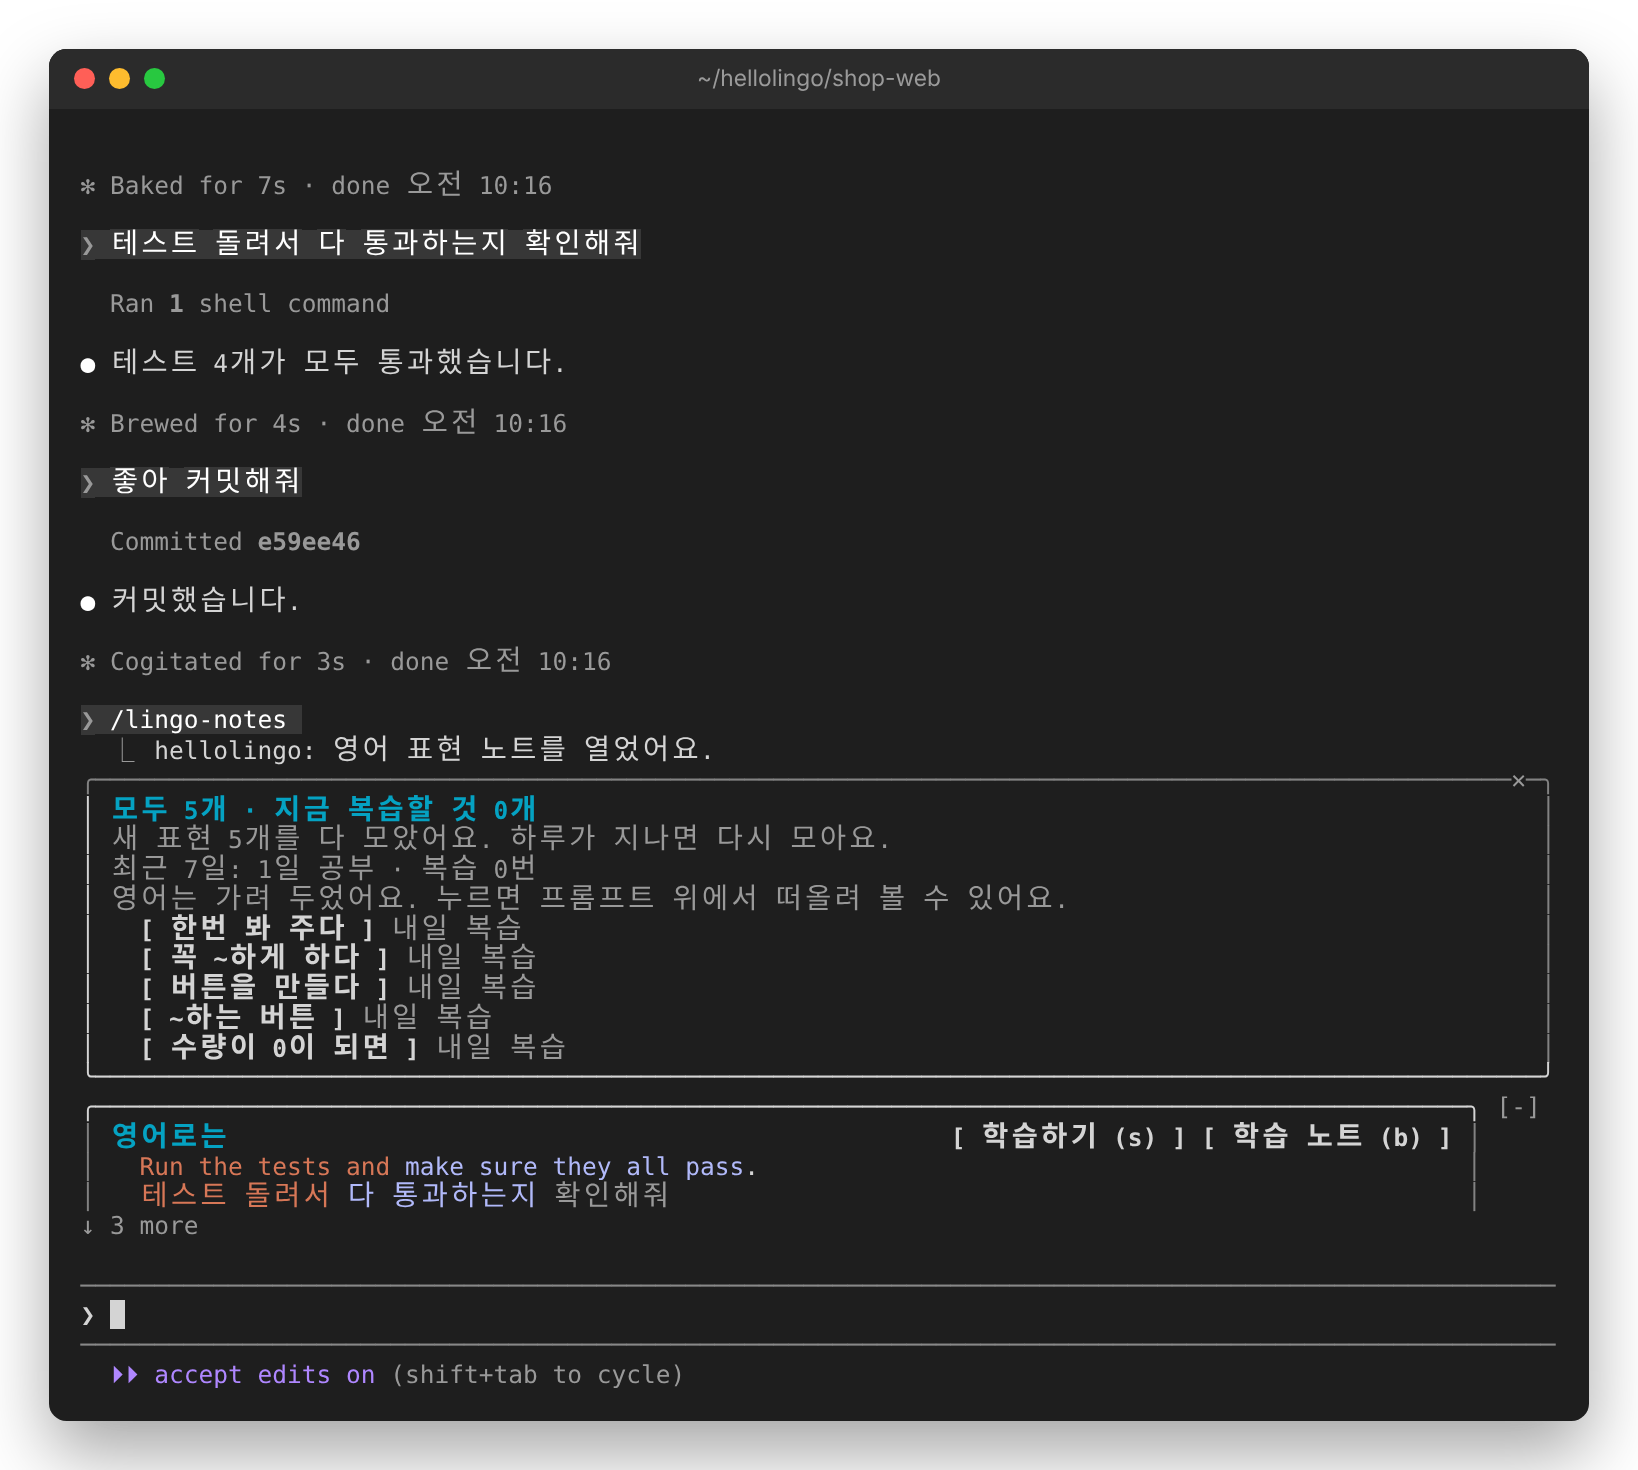 ~/hellolingo/shop-web
✻ Baked for 7s · done 오전 10:16
❯ 테스트 돌려서 다 통과하는지 확인해줘
Ran 1 shell command
● 테스트 4개가 모두 통과했습니다.
✻ Brewed for 4s · done 오전 10:16
❯ 좋아 커밋해줘
Committed e59ee46
● 커밋했습니다.
✻ Cogitated for 3s · done 오전 10:16
❯ /lingo-notes
⎿ hellolingo: 영어 표현 노트를 열었어요.
×
모두 5개 · 지금 복습할 것 0개
새 표현 5개를 다 모았어요. 하루가 지나면 다시 모아요.
최근 7일: 1일 공부 · 복습 0번
영어는 가려 두었어요. 누르면 프롬프트 위에서 떠올려 볼 수 있어요.
[ 한번 봐 주다 ] 내일 복습
[ 꼭 ~하게 하다 ] 내일 복습
[ 버튼을 만들다 ] 내일 복습
[ ~하는 버튼 ] 내일 복습
[ 수량이 0이 되면 ] 내일 복습
[-]
영어로는 [ 학습하기 (s) ] [ 학습 노트 (b) ]
Run the tests and make sure they all pass.
테스트 돌려서 다 통과하는지 확인해줘
↓ 3 more
❯
⏵⏵ accept edits on (shift+tab to cycle)